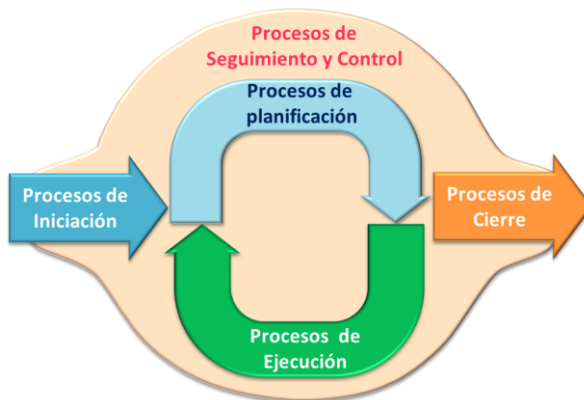 Procesos de
Seguimiento y Control
Procesos de
planificación
Procesos de
Iniciación
Procesos de
Cierre
Procesos de
Ejecución